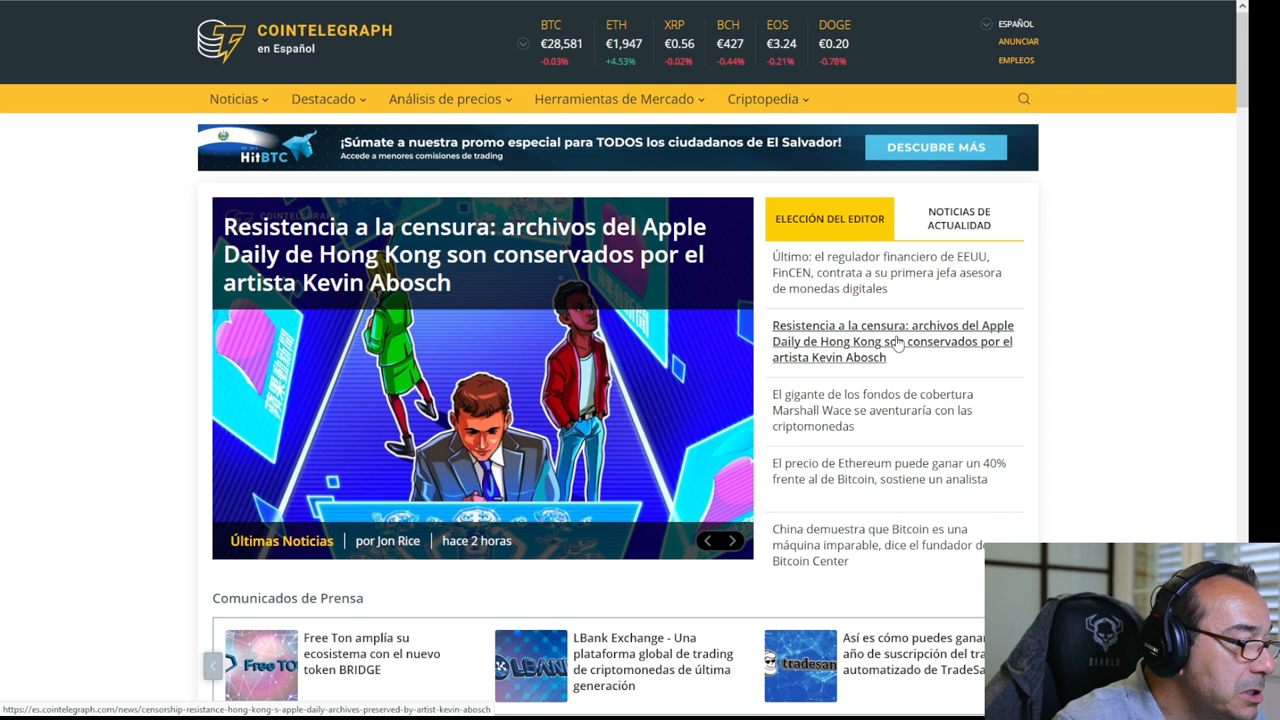 COINTELEGRAPH
en Español
BTC
€28,581
-0.03%
ETH
€1,947
+4.53%
XRP
€0.56
-0.02%
BCH
€427
-0.44%
EOS
€3.24
-0.21%
DOGE
€0.20
-0.78%
ESPAÑOL
ANUNCIAR
EMPLEOS
Noticias
Destacado
Análisis de precios
Herramientas de Mercado
Criptopedia
HitBTC
¡Súmate a nuestra promo especial para TODOS los ciudadanos de El Salvador!
Accede a menores comisiones de trading
DESCUBRE MÁS
Resistencia a la censura: archivos del Apple
Daily de Hong Kong son conservados por el
artista Kevin Abosch
Últimas Noticias
por Jon Rice
hace 2 horas
ELECCIÓN DEL EDITOR
NOTICIAS DE
ACTUALIDAD
Último: el regulador financiero de EEUU,
FinCEN, contrata a su primera jefa asesora
de monedas digitales
Resistencia a la censura: archivos del Apple
Daily de Hong Kong son conservados por el
artista Kevin Abosch
El gigante de los fondos de cobertura
Marshall Wace se aventuraría con las
criptomonedas
El precio de Ethereum puede ganar un 40%
frente al de Bitcoin, sostiene un analista
China demuestra que Bitcoin es una
máquina imparable, dice el fundador de
Bitcoin Center
Comunicados de Prensa
Free TO
Free Ton amplía su
ecosistema con el nuevo
token BRIDGE
LBank Exchange - Una
plataforma global de trading
de criptomonedas de última
generación
tradesan
Así es cómo puedes ganar
año de suscripción del tra
automatizado de TradeSa
DIABLO
https://es.cointelegraph.com/news/censorship-resistance-hong-kong-s-apple-daily-archives-preserved-by-artist-kevin-abosch